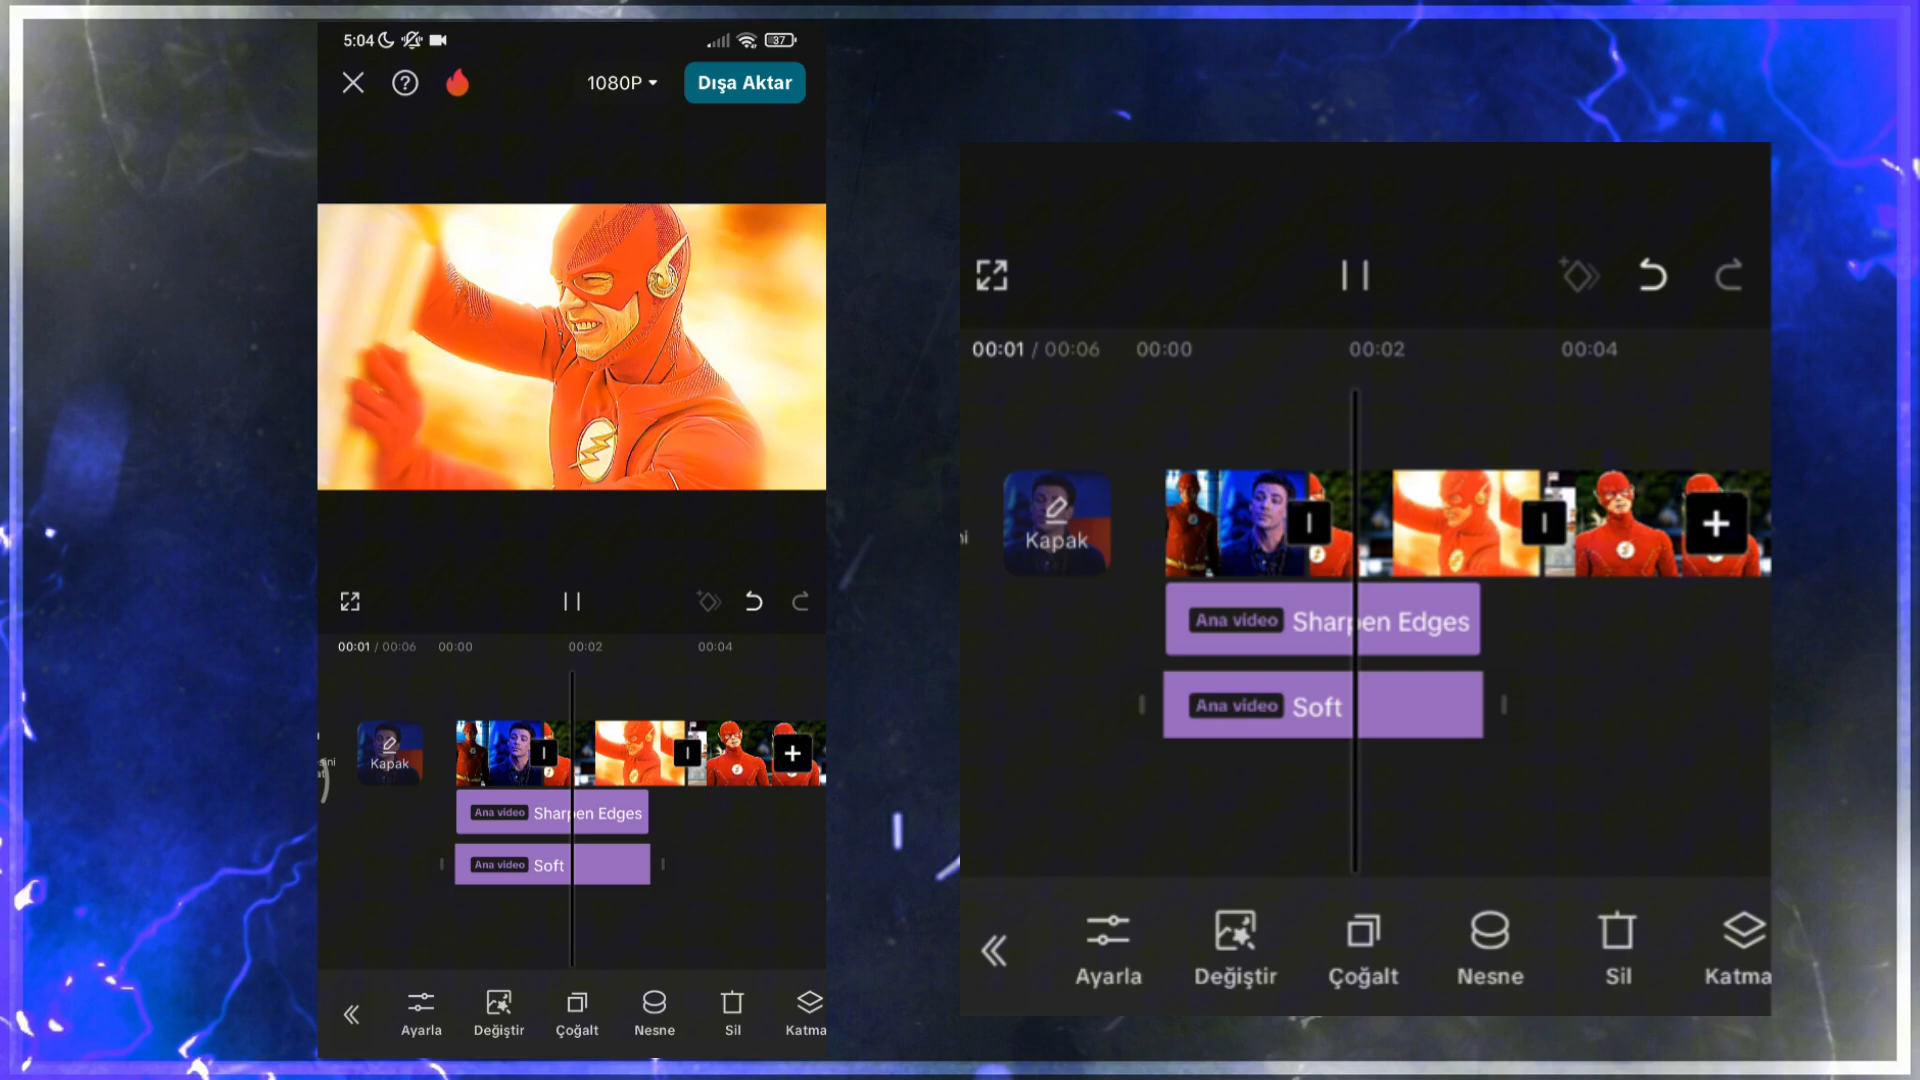 5:04 37
1080P Dışa Aktar
00:01 / 00:06 00:00 00:02 00:04
Kapak
Ana video Sharpen Edges
Ana video Soft
Ayarla Değiştir Çoğalt Nesne Sil Katma
00:01 / 00:06 00:00 00:02 00:04
Kapak
Ana video Sharpen Edges
Ana video Soft
Ayarla Değiştir Çoğalt Nesne Sil Katma